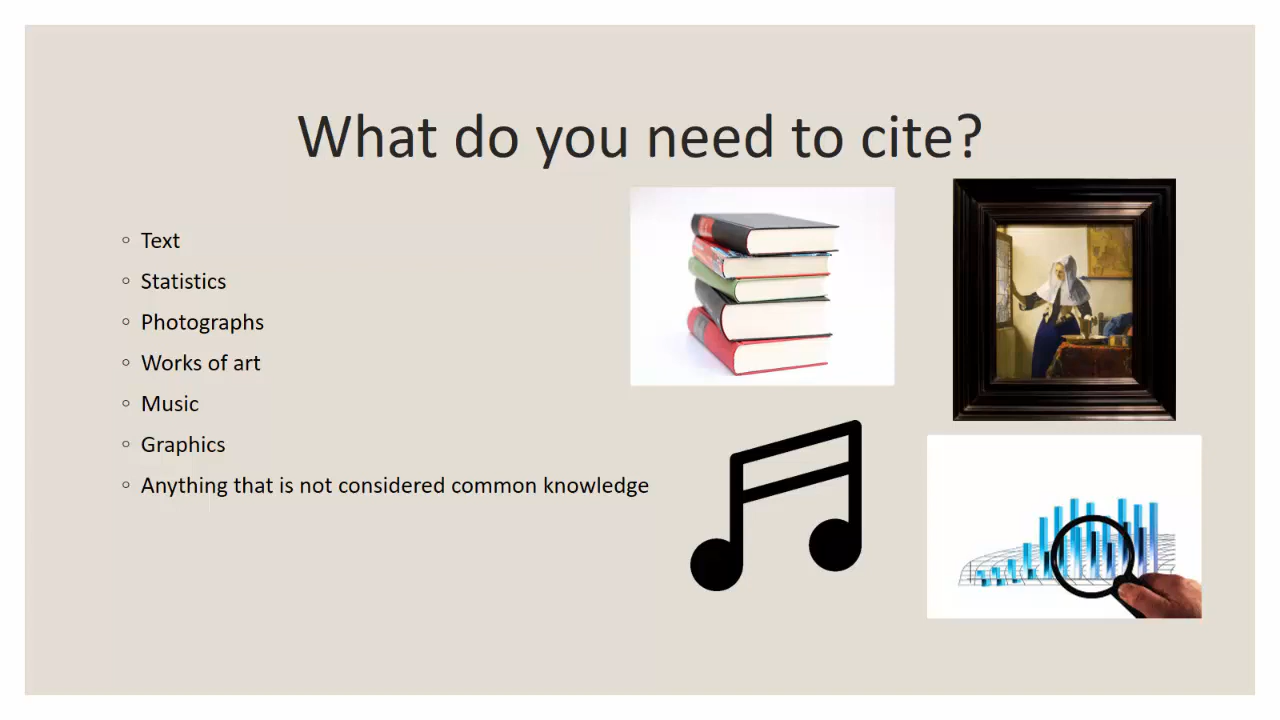 What do you need to cite?
Text
Statistics
Photographs
Works of art
Music
Graphics
Anything that is not considered common knowledge